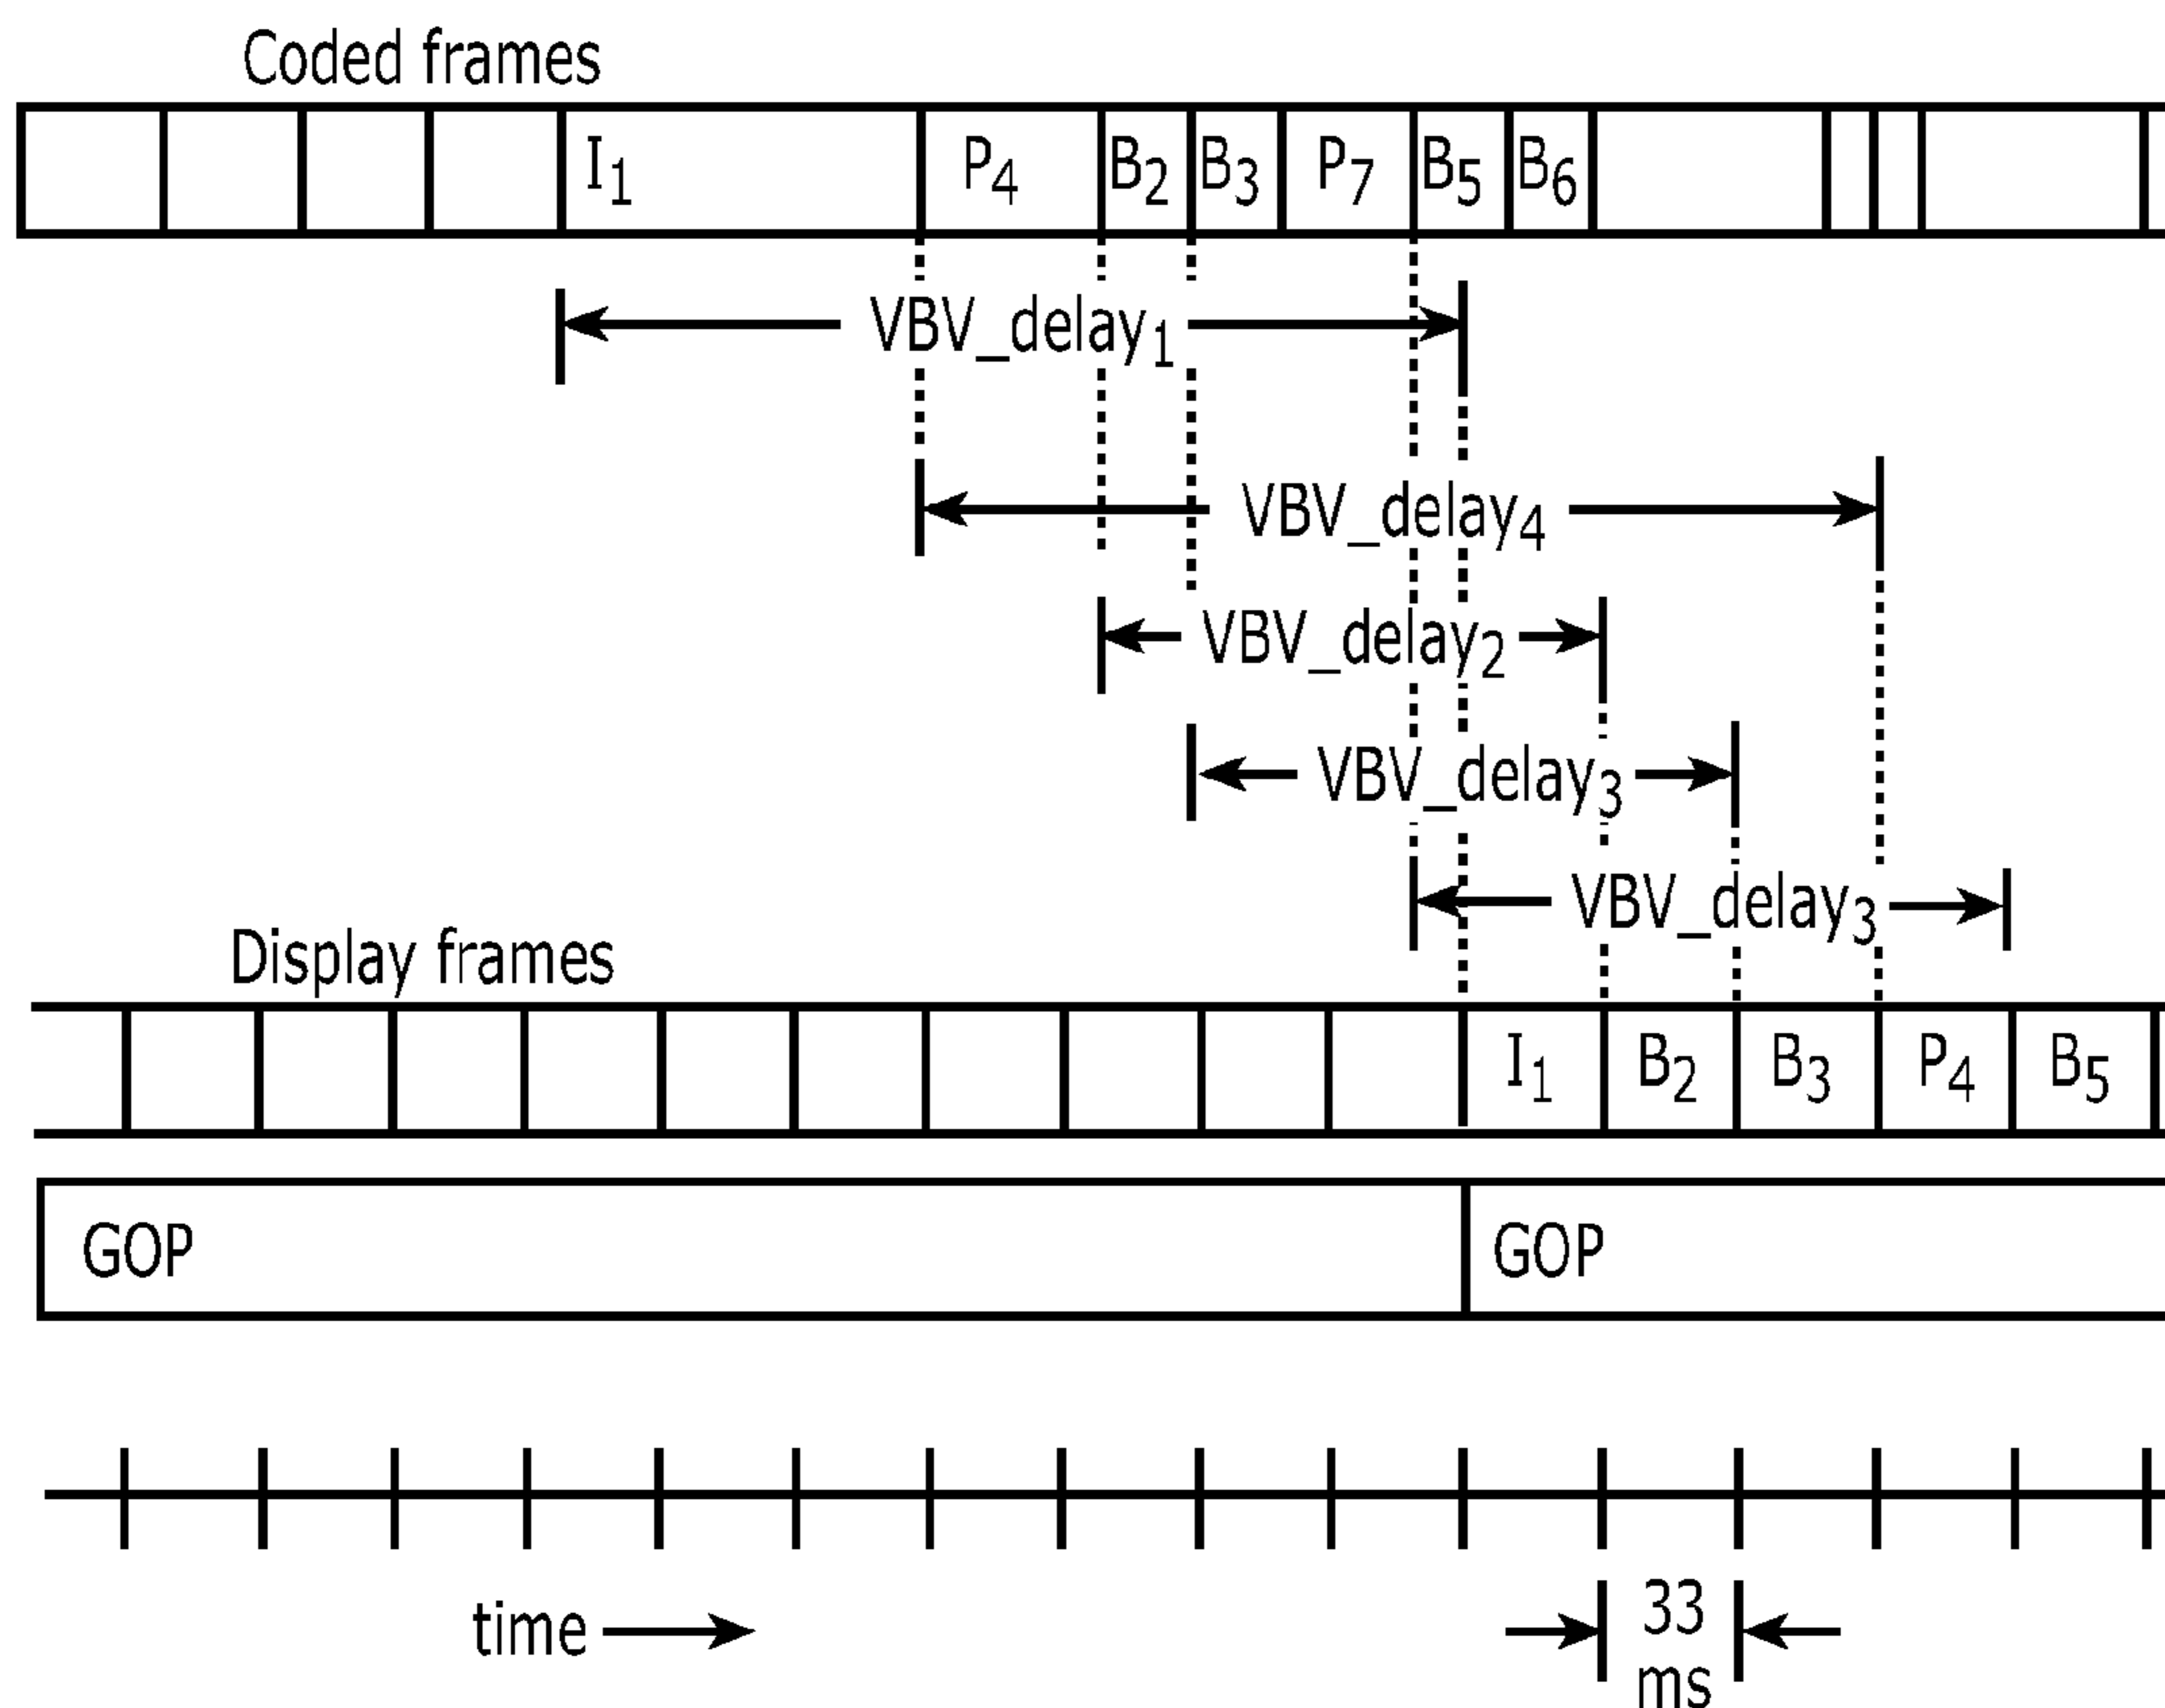 Coded frames
I1 P4 B2 B3 P7 B5 B6
VBV_delay1
VBV_delay4
VBV_delay2
VBV_delay3
VBV_delay3
Display frames
I1 B2 B3 P4 B5
GOP GOP
time 33
ms